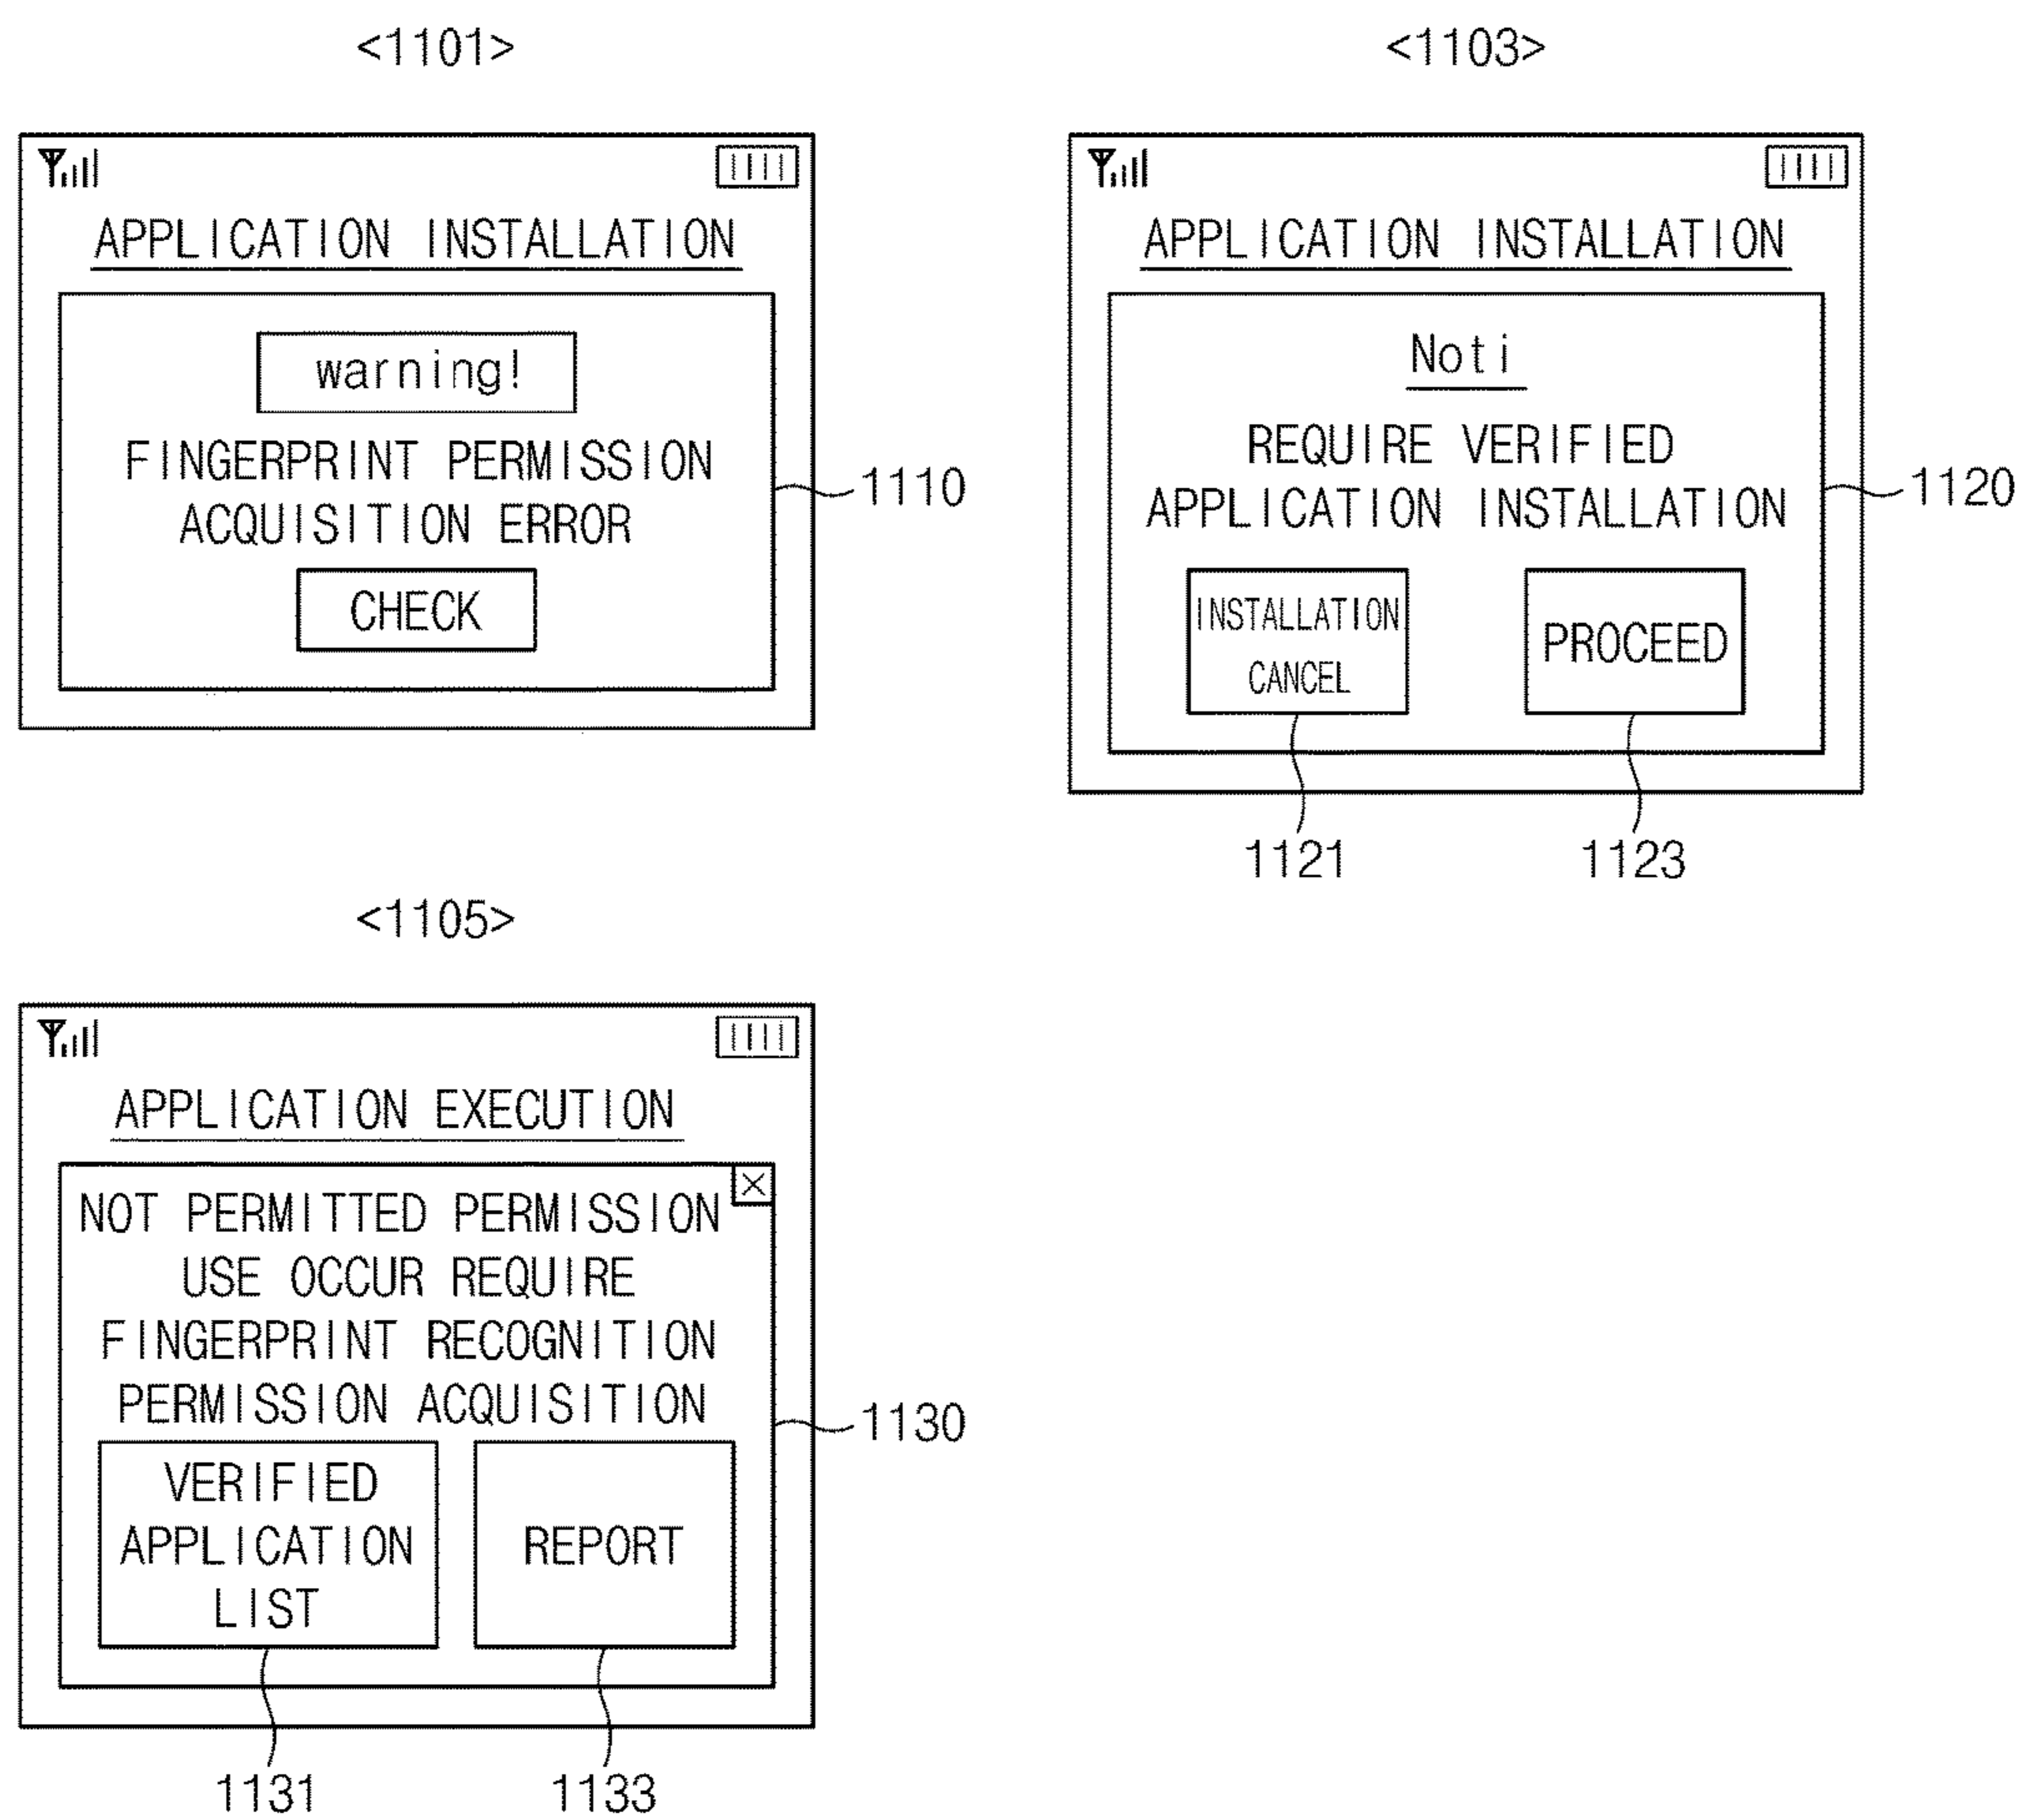 <1101>
APPLICATION INSTALLATION
warning!
FINGERPRINT PERMISSION
ACQUISITION ERROR
CHECK
1110
<1103>
APPLICATION INSTALLATION
Noti
REQUIRE VERIFIED
APPLICATION INSTALLATION
INSTALLATION
CANCEL
PROCEED
1120
1121
1123
<1105>
APPLICATION EXECUTION
NOT PERMITTED PERMISSION
USE OCCUR REQUIRE
FINGERPRINT RECOGNITION
PERMISSION ACQUISITION
VERIFIED
APPLICATION
LIST
REPORT
1130
1131
1133